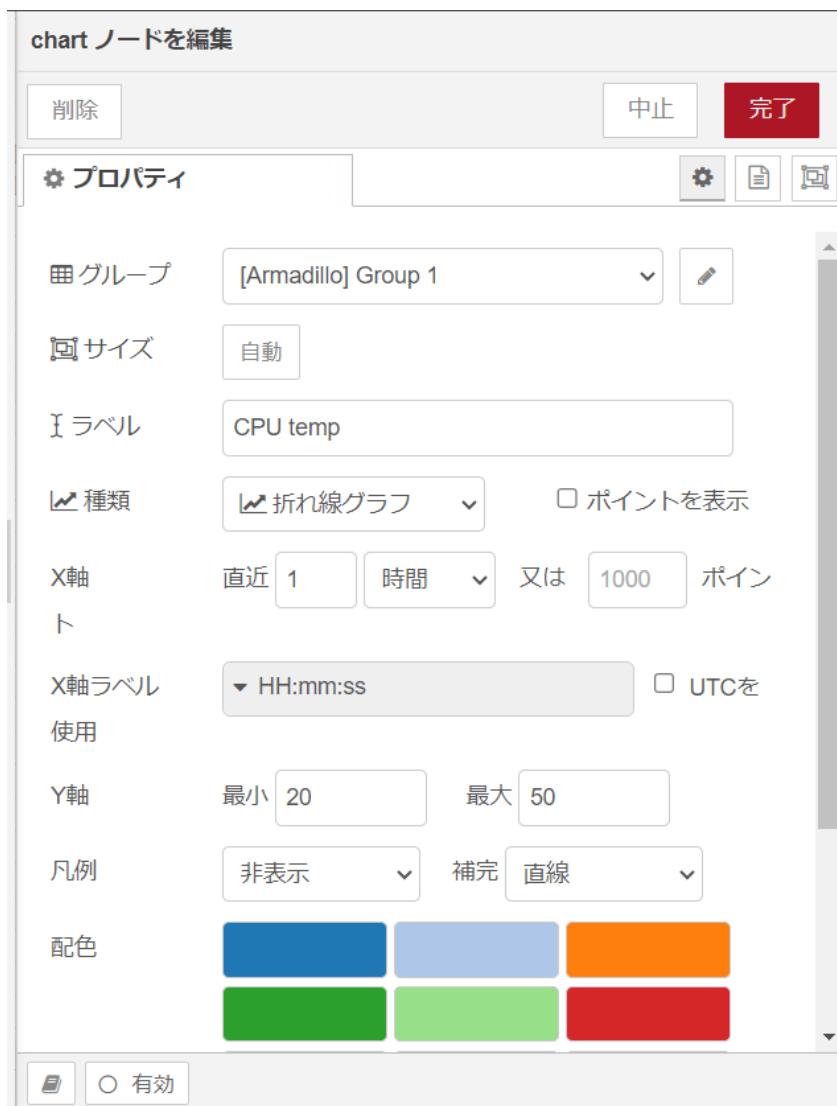 chart ノードを編集
削除 中止 完了
プロパティ
グループ [Armadillo] Group 1
サイズ 自動
ラベル CPU temp
種類 折れ線グラフ ポイントを表示
X軸 直近 1 時間 又は 1000 ポイン
ト
X軸ラベル HH:mm:ss UTCを
使用
Y軸 最小 20 最大 50
凡例 非表示 補完 直線
配色
有効